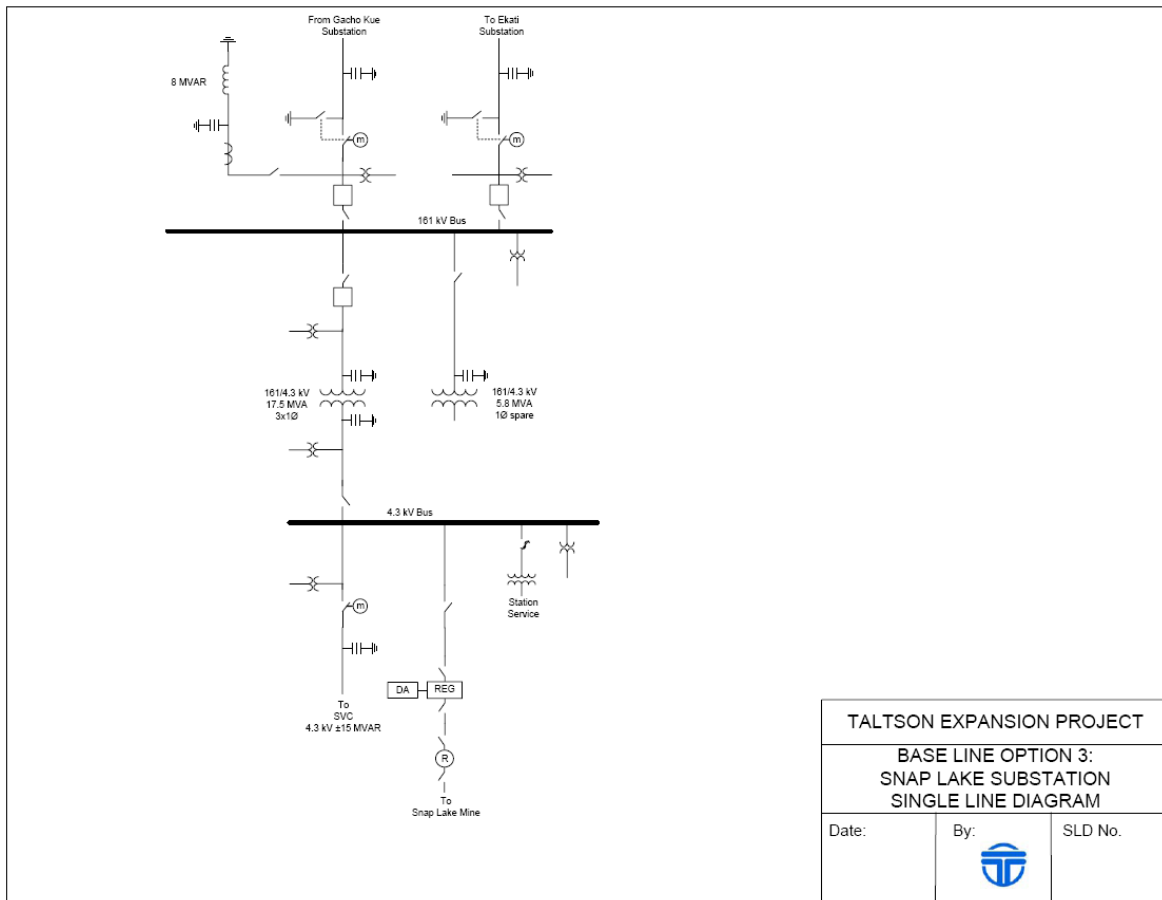 From Gacho Kue
Substation
To Ekati
Substation
8 MVAR
m
m
161 kV Bus
161/4.3 kV
17.5 MVA
3x1Ø
161/4.3 kV
5.8 MVA
1Ø spare
4.3 kV Bus
m
Station
Service
DA
REG
To
SVC
4.3 kV ±15 MVAR
R
To
Snap Lake Mine
TALTSON EXPANSION PROJECT
BASE LINE OPTION 3:
SNAP LAKE SUBSTATION
SINGLE LINE DIAGRAM
Date:
By:
SLD No.